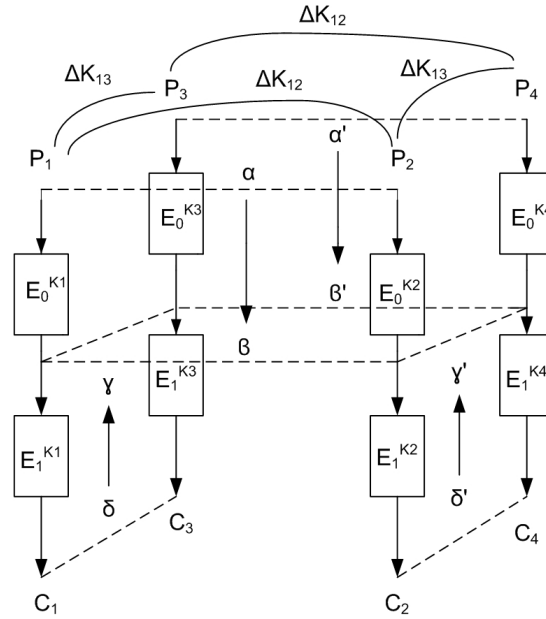 ΔK₁₂
ΔK₁₃ P₃ ΔK₁₂ ΔK₁₃ P₄
P₁ α' P₂
α
E₀ᴷ³ E₀ᴷ⁴
E₀ᴷ¹ β' E₀ᴷ²
β
E₁ᴷ³ E₁ᴷ⁴
γ γ'
E₁ᴷ¹ E₁ᴷ²
δ δ'
C₃ C₄
C₁ C₂